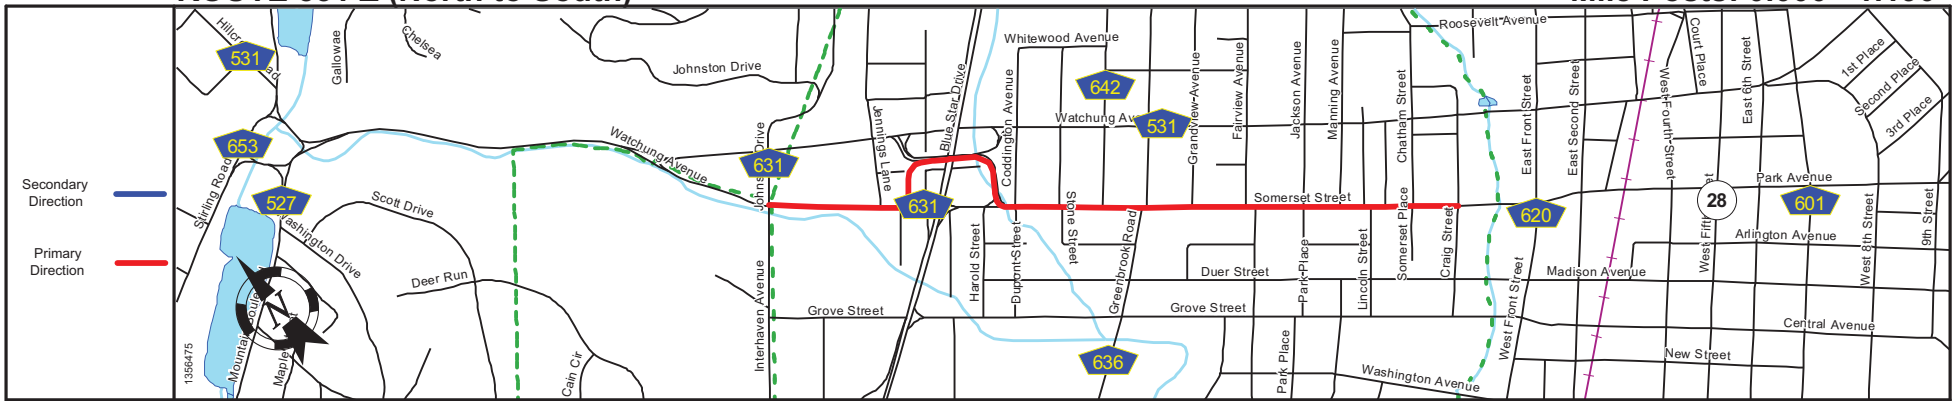 Secondary
Direction
Primary
Direction
531
Galloway
Chelsea
Johnston Drive
Whitewood Avenue
642
Roosevelt Avenue
Court Place
East 6th Street
1st Place
Second Place
3rd Place
653
Stirling Road
Watchung Avenue
631
Jennings Lane
Blue Star Drive
Coddington Avenue
531
Grandview Avenue
Fairview Avenue
Jackson Avenue
Manning Avenue
Chatham Street
East Front Street
East Second Street
West Fourth Street
527
Washington Drive
Scott Drive
Deer Run
631
Stone Street
Somerset Street
Somerset Place
Craig Street
620
28
Park Avenue
601
Arlington Avenue
West 8th Street
9th Street
Harold Street
Dupont Street
Greenbrook Road
Duer Street
Park Place
Lincoln Street
Madison Avenue
Interhaven Avenue
Grove Street
Grove Street
West Front Street
Central Avenue
New Street
N
1356475
Cain Cir
636
Park Place
Washington Avenue